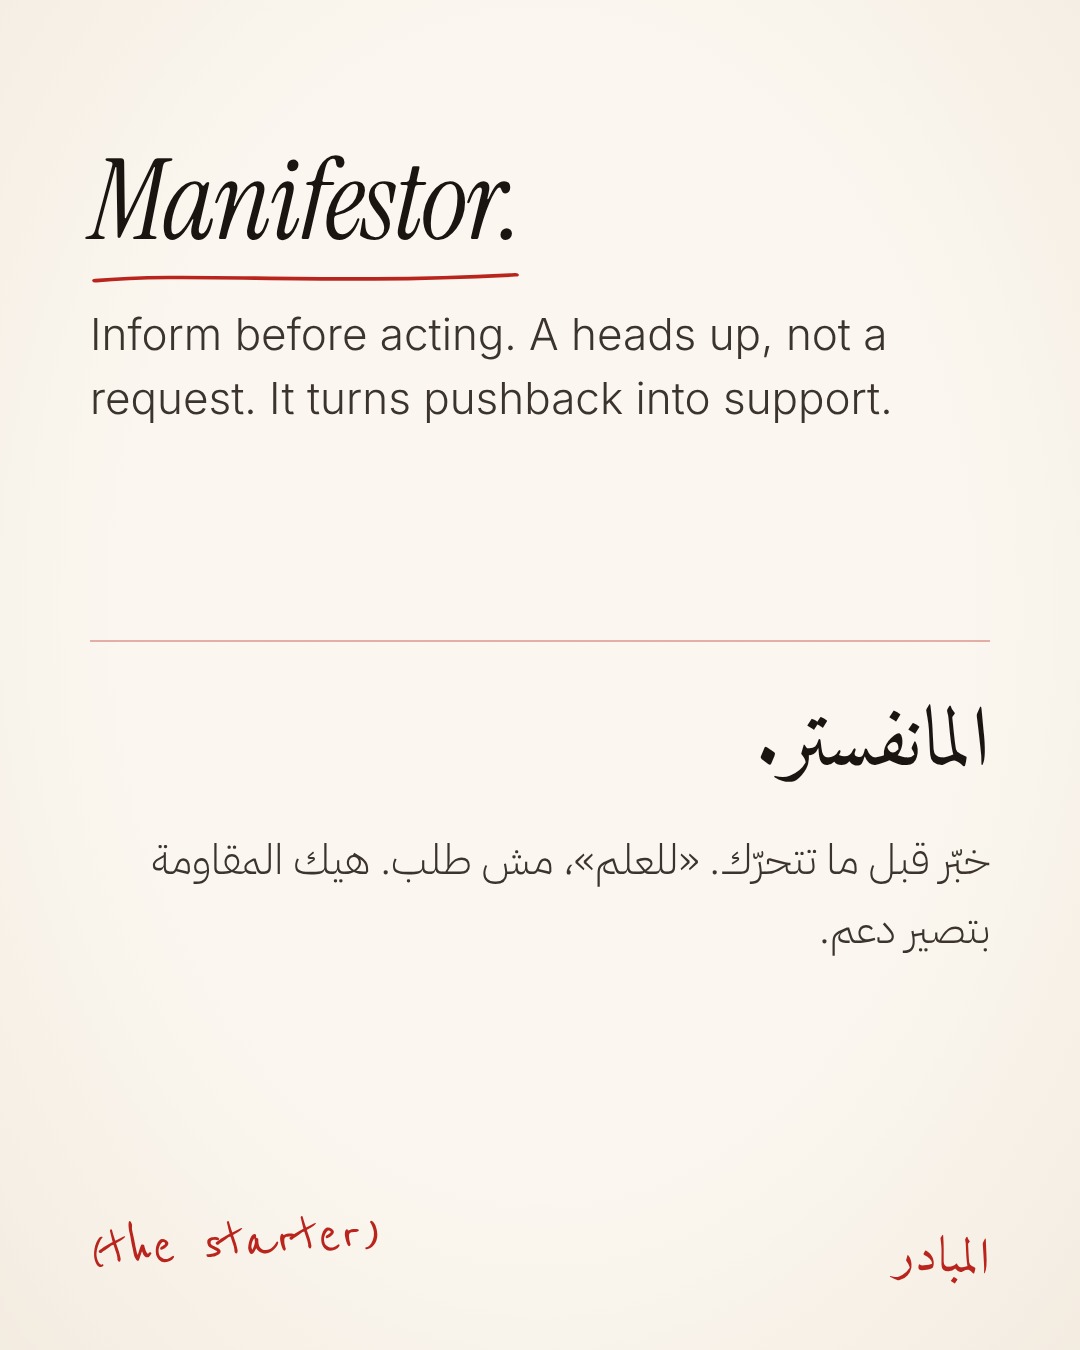 Manifestor.
Inform before acting. A heads up, not a
request. It turns pushback into support.
المانفستر.
خبّر قبل ما تتحرّك. «للعلم»، مش طلب. هيك المقاومة
بتصير دعم.
(the starter)
المبادر